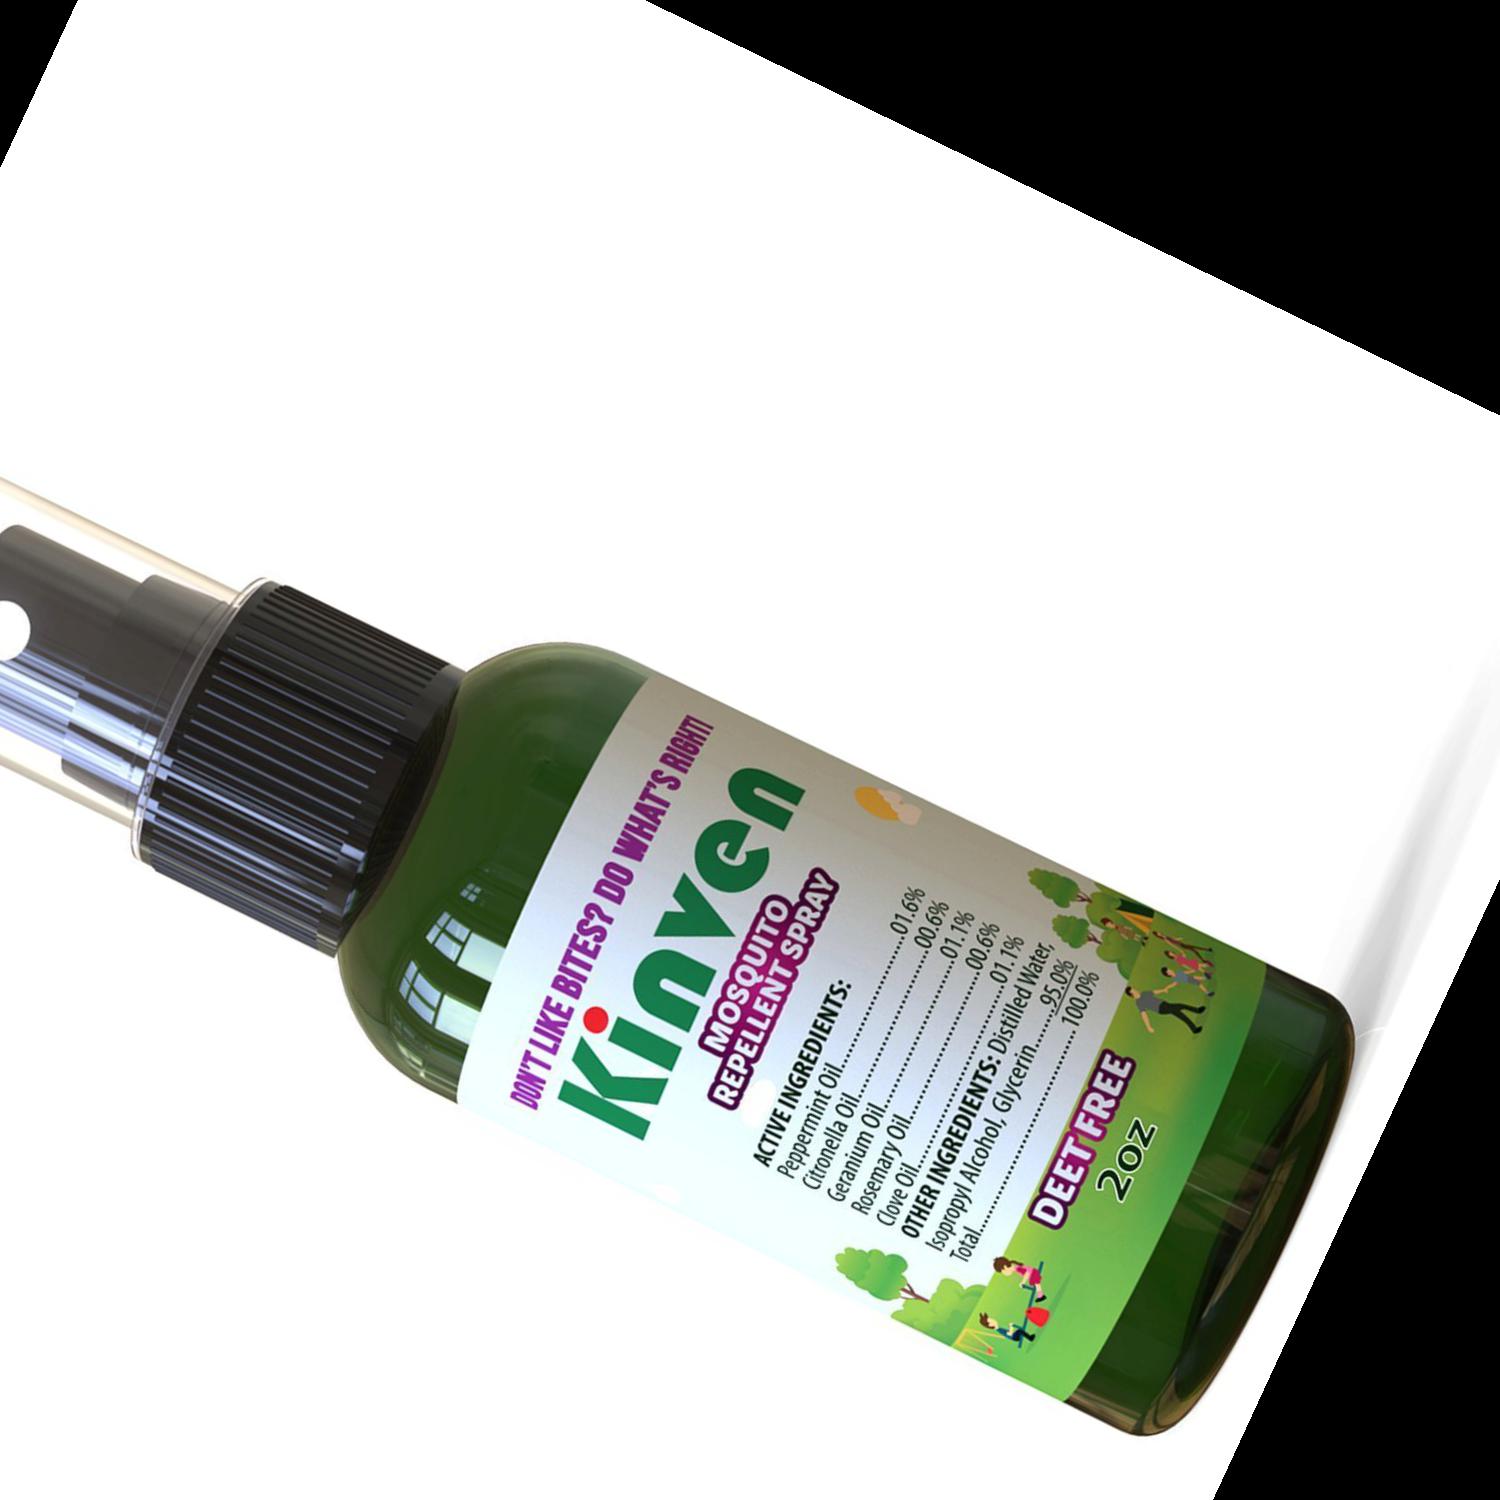 DON'T LIKE BITES? DO WHAT'S RIGHT!
Kinven
MOSQUITO
REPELLENT SPRAY
ACTIVE INGREDIENTS:
Peppermint Oil..........................01.6%
Citronella Oil..........................00.6%
Geranium Oil..........................01.1%
Rosemary Oil..........................00.6%
Clove Oil..........................01.1%
OTHER INGREDIENTS: Distilled Water,
Isopropyl Alcohol, Glycerin........95.0%
Total..........................100.0%
DEET FREE
2oz